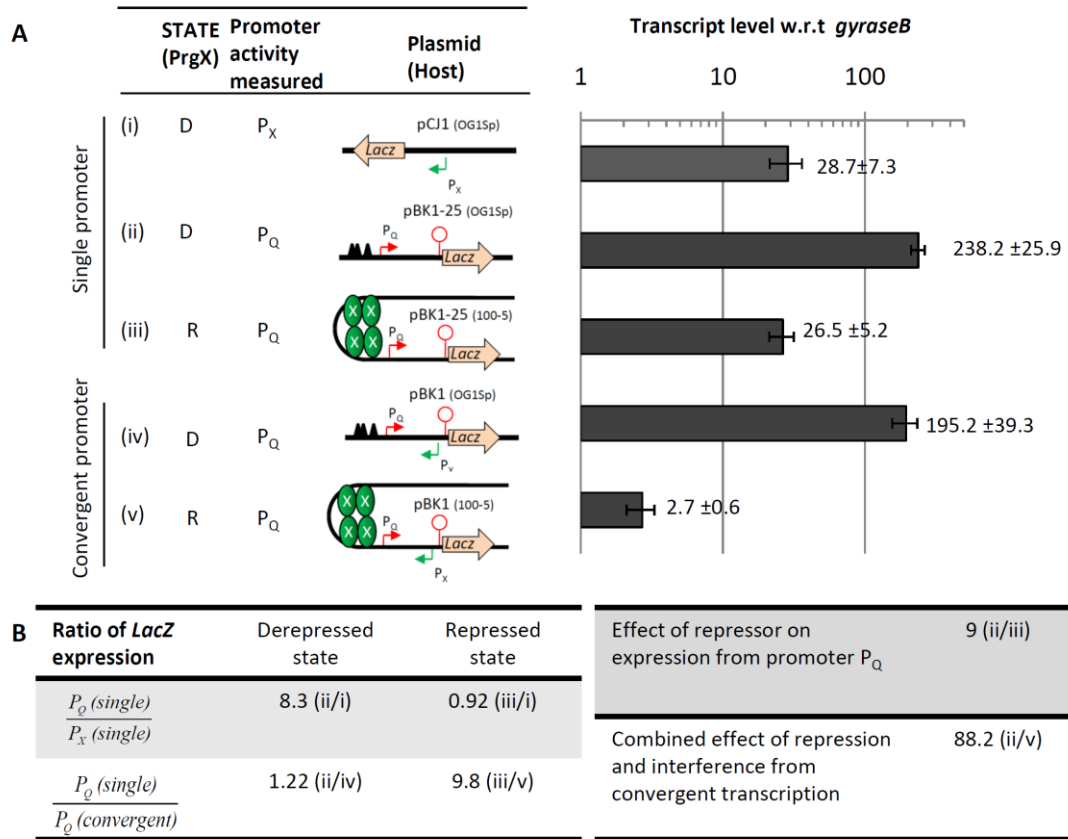 A
STATE (PrgX)
Promoter activity measured
Plasmid (Host)
Transcript level w.r.t gyraseB
1 10 100
Single promoter
(i) D PX pCJ1 (OG1Sp) Lacz PX 28.7±7.3
(ii) D PQ pBK1-25 (OG1Sp) PQ Lacz 238.2 ±25.9
(iii) R PQ pBK1-25 (100-5) X X X X PQ Lacz 26.5 ±5.2
Convergent promoter
(iv) D PQ pBK1 (OG1Sp) PQ Lacz Pv 195.2 ±39.3
(v) R PQ pBK1 (100-5) X X X X PQ Lacz PX 2.7 ±0.6
B
Ratio of LacZ expression
Derepressed state
Repressed state
PQ (single)
PX (single)
8.3 (ii/i) 0.92 (iii/i)
PQ (single)
PQ (convergent)
1.22 (ii/iv) 9.8 (iii/v)
Effect of repressor on expression from promoter PQ
9 (ii/iii)
Combined effect of repression and interference from convergent transcription
88.2 (ii/v)